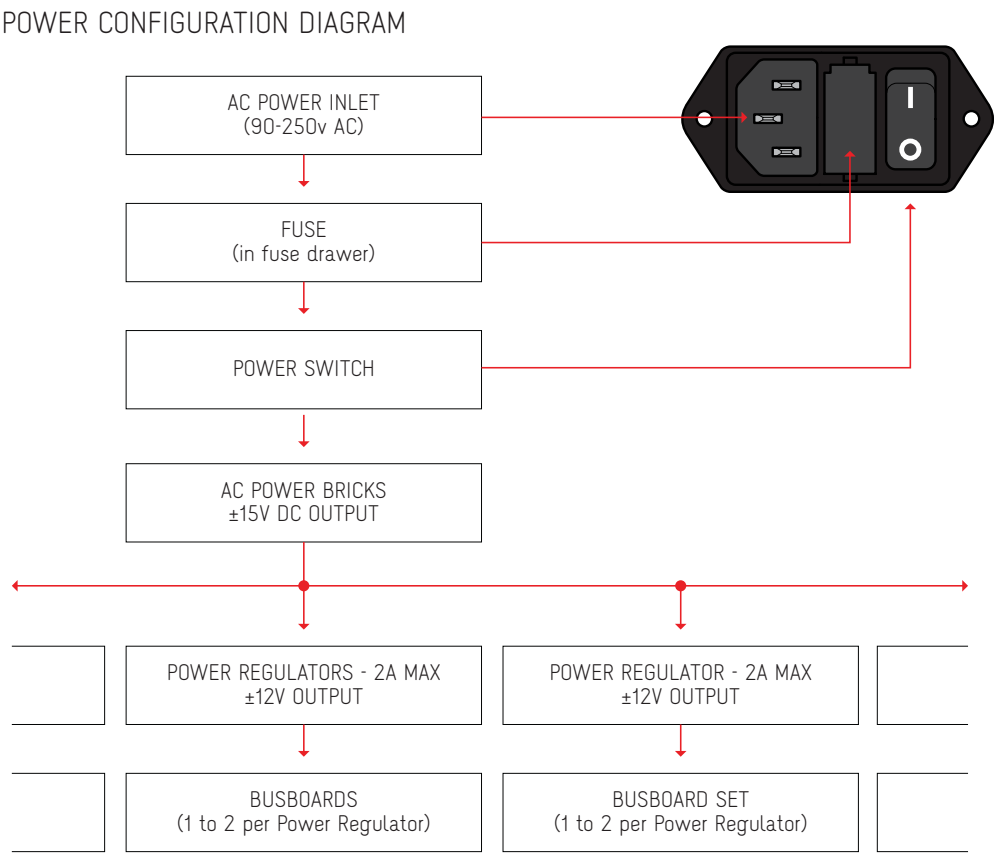 POWER CONFIGURATION DIAGRAM
AC POWER INLET
(90-250v AC)
FUSE
(in fuse drawer)
POWER SWITCH
AC POWER BRICKS
±15V DC OUTPUT
POWER REGULATORS - 2A MAX
±12V OUTPUT
POWER REGULATOR - 2A MAX
±12V OUTPUT
BUSBOARDS
(1 to 2 per Power Regulator)
BUSBOARD SET
(1 to 2 per Power Regulator)